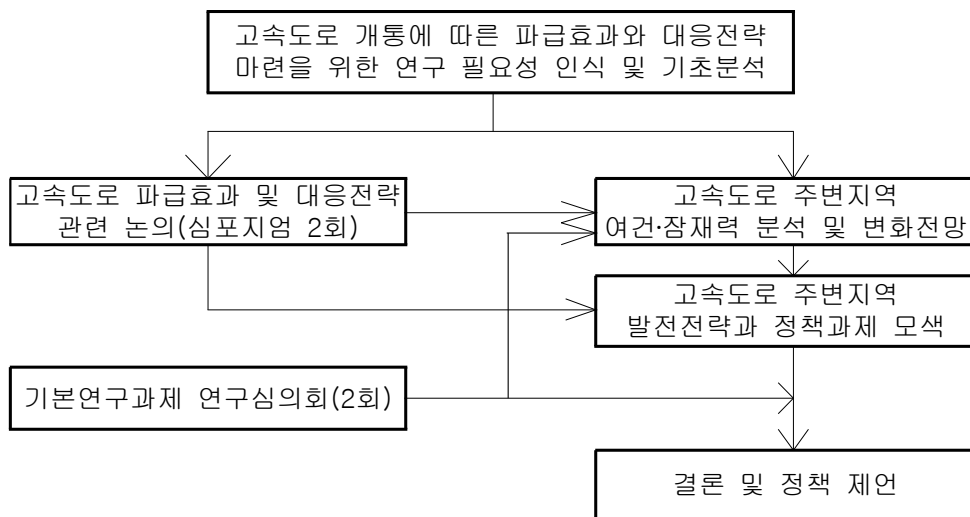 고속도로 개통에 따른 파급효과와 대응전략
마련을 위한 연구 필요성 인식 및 기초분석
고속도로 파급효과 및 대응전략
관련 논의(심포지엄 2회)
고속도로 주변지역
여건·잠재력 분석 및 변화전망
고속도로 주변지역
발전전략과 정책과제 모색
기본연구과제 연구심의회(2회)
결론 및 정책 제언